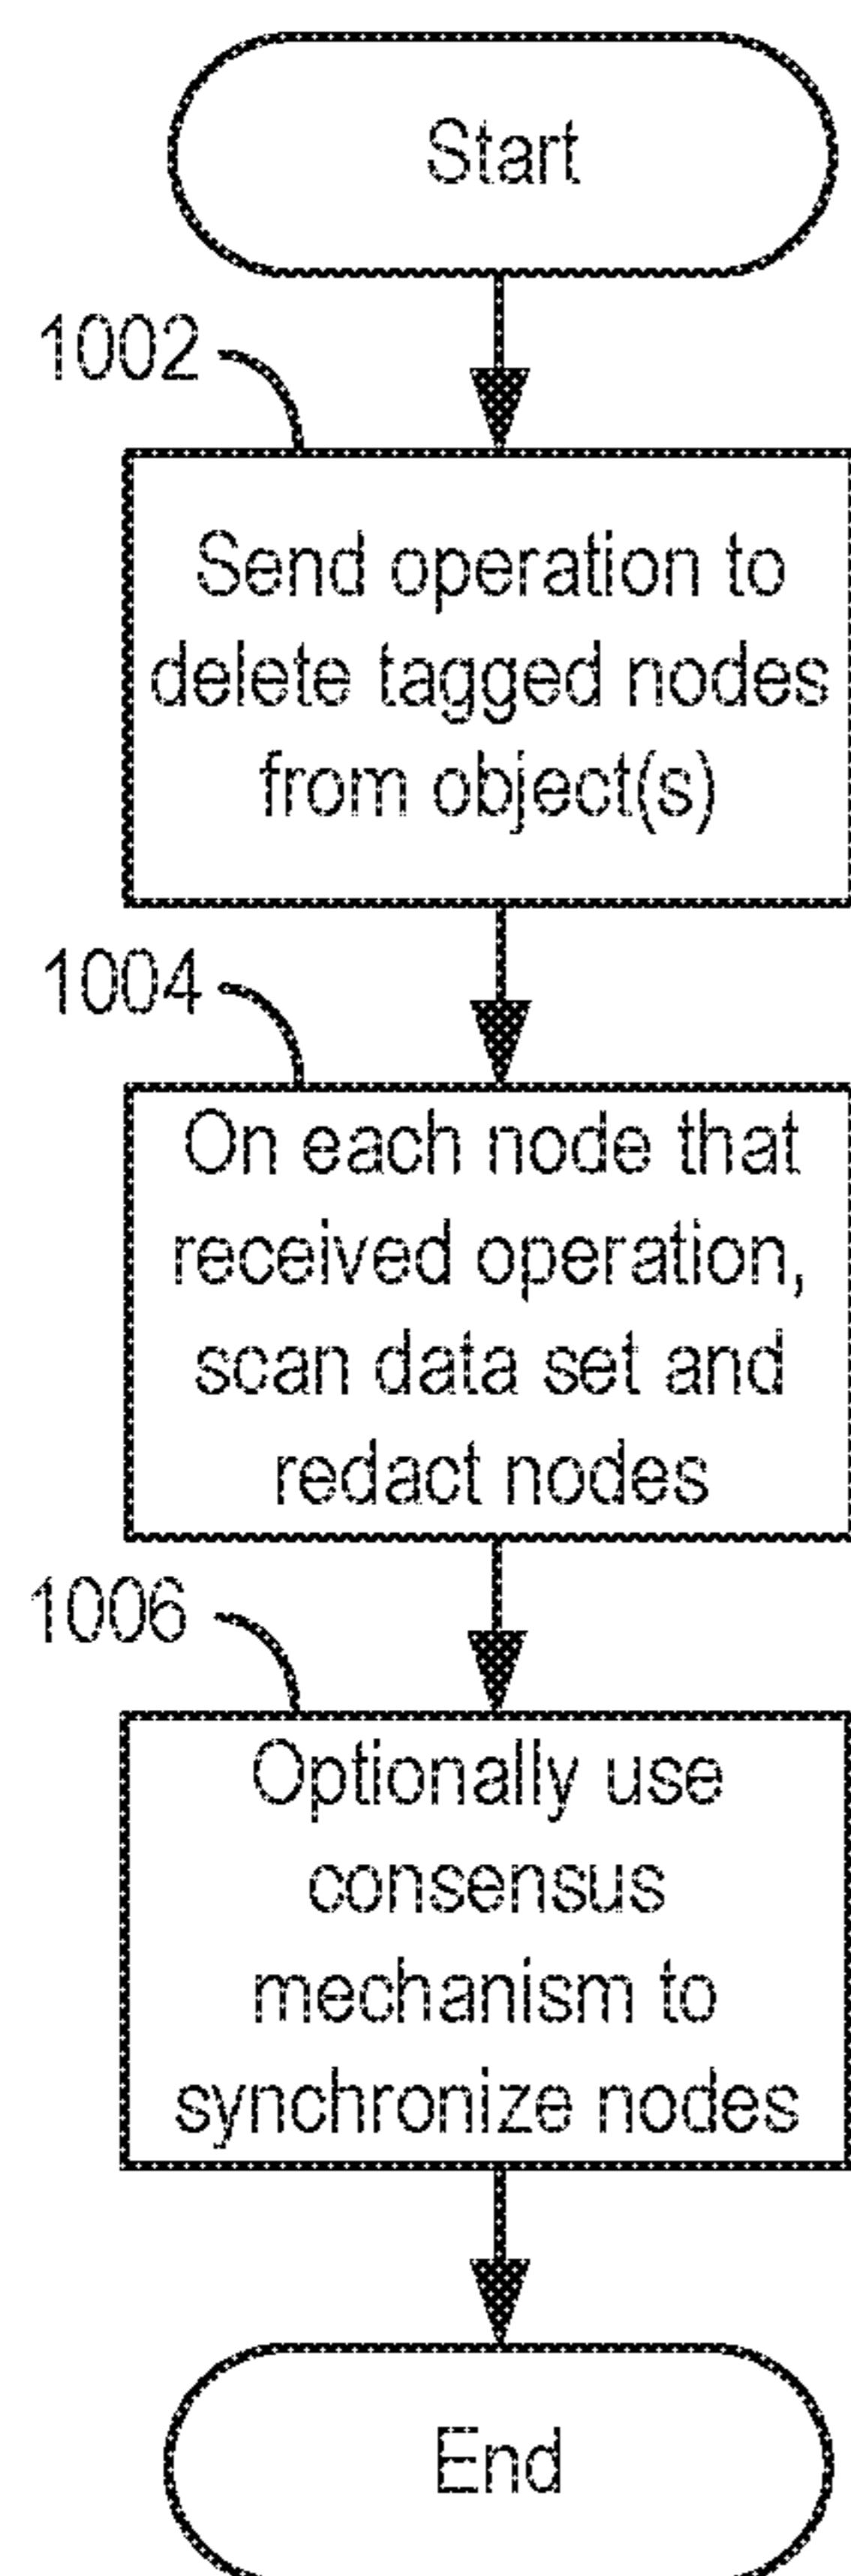 Start
1002
Send operation to
delete tagged nodes
from object(s)
1004
On each node that
received operation,
scan data set and
redact nodes
1006
Optionally use
consensus
mechanism to
synchronize nodes
End